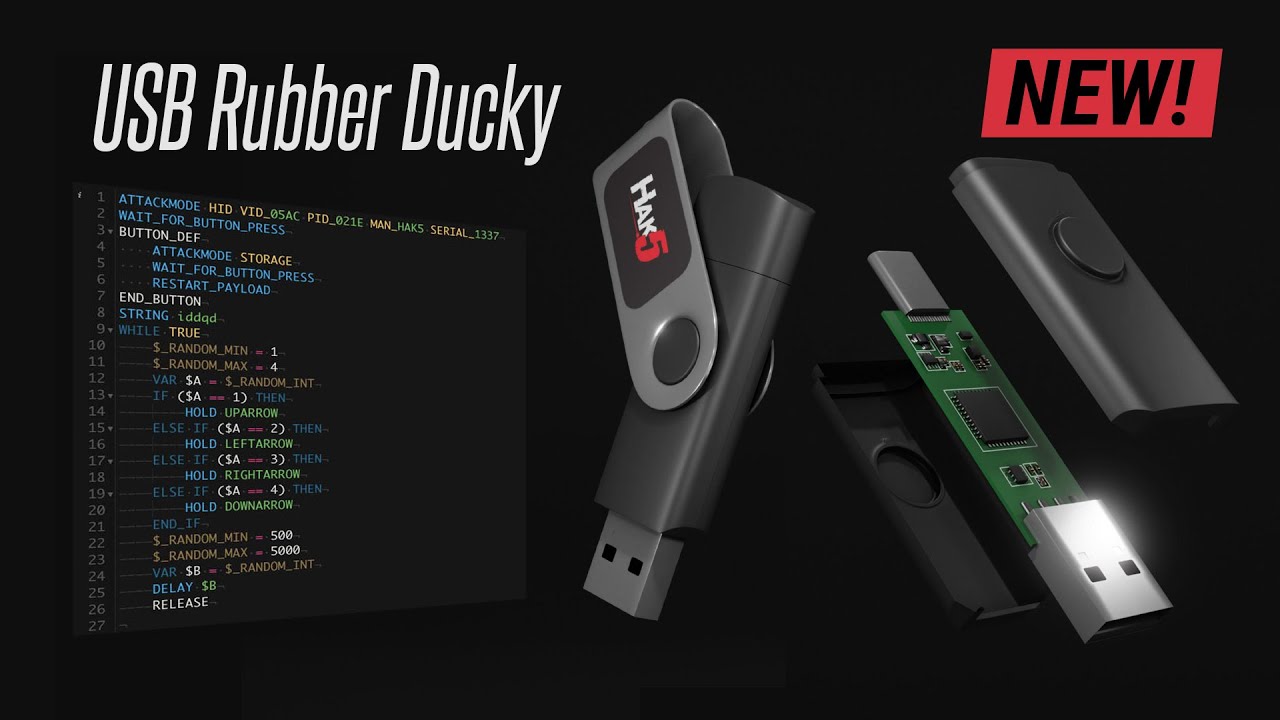 USB Rubber Ducky
NEW!
HAK5
1 ATTACKMODE HID VID_05AC PID_021E MAN_HAK5 SERIAL_1337
2 WAIT_FOR_BUTTON_PRESS
3 BUTTON_DEF
4 ATTACKMODE STORAGE
5 WAIT_FOR_BUTTON_PRESS
6 RESTART_PAYLOAD
7 END_BUTTON
8 STRING iddqd
9 WHILE TRUE
10 $_RANDOM_MIN = 1
11 $_RANDOM_MAX = 4
12 VAR $A = $_RANDOM_INT
13 IF ($A == 1) THEN
14 HOLD UPARROW
15 ELSE IF ($A == 2) THEN
16 HOLD LEFTARROW
17 ELSE IF ($A == 3) THEN
18 HOLD RIGHTARROW
19 ELSE IF ($A == 4) THEN
20 HOLD DOWNARROW
21 END_IF
22 $_RANDOM_MIN = 500
23 $_RANDOM_MAX = 5000
24 VAR $B = $_RANDOM_INT
25 DELAY $B
26 RELEASE
27